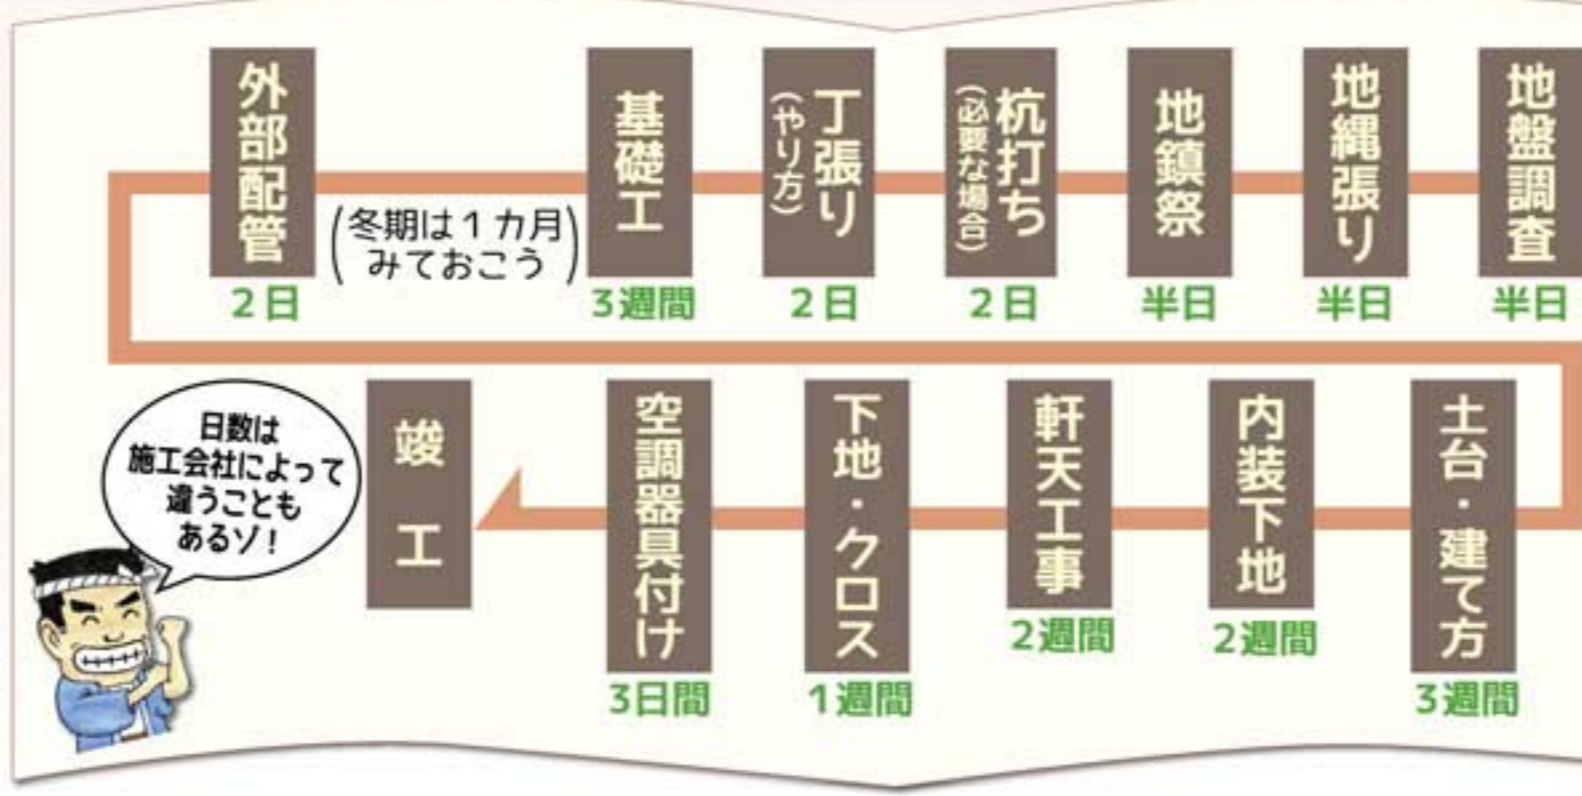 地盤調査
半日
地縄張り
半日
地鎮祭
半日
杭打ち
(必要な場合)
2日
丁張り
(やり方)
2日
基礎工
3週間
(冬期は1カ月
みておこう)
外部配管
2日
土台・建て方
3週間
内装下地
2週間
軒天工事
2週間
下地・クロス
1週間
空調器具付け
3日間
竣工
日数は
施工会社によって
違うことも
あるゾ!